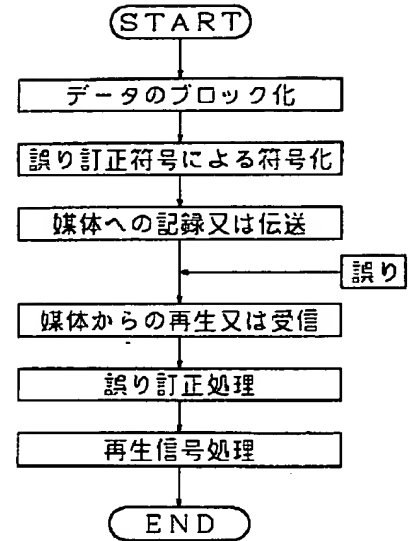 START
データのブロック化
誤り訂正符号による符号化
媒体への記録又は伝送
誤り
媒体からの再生又は受信
誤り訂正処理
再生信号処理
END